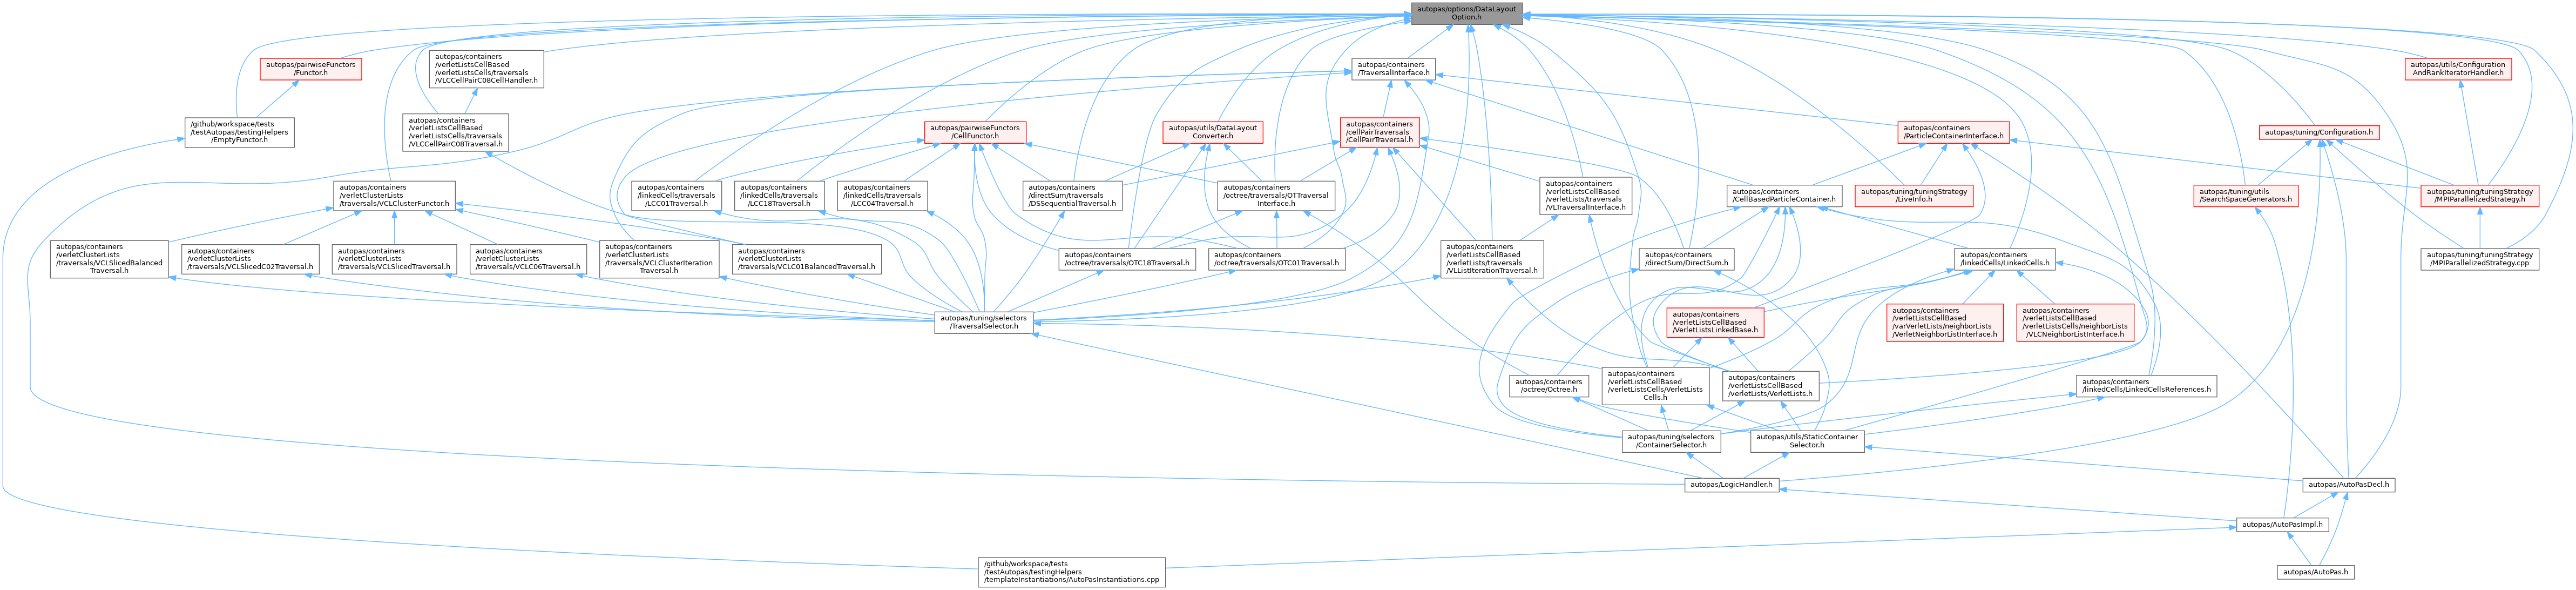 autopas/options/DataLayout
Option.h
autopas/containers
/verletListsCellBased
/verletListsCells/traversals
/VLCCellPairC08CellHandler.h
autopas/pairwiseFunctors
/Functor.h
autopas/containers
/TraversalInterface.h
autopas/utils/Configuration
AndRankIteratorHandler.h
/github/workspace/tests
/testAutopas/testingHelpers
/EmptyFunctor.h
autopas/containers
/verletListsCellBased
/verletListsCells/traversals
/VLCCellPairC08Traversal.h
autopas/pairwiseFunctors
/CellFunctor.h
autopas/utils/DataLayout
Converter.h
autopas/containers
/cellPairTraversals
/CellPairTraversal.h
autopas/containers
/ParticleContainerInterface.h
autopas/tuning/Configuration.h
autopas/containers
/verletClusterLists
/traversals/VCLClusterFunctor.h
autopas/containers
/linkedCells/traversals
/LCC01Traversal.h
autopas/containers
/linkedCells/traversals
/LCC18Traversal.h
autopas/containers
/linkedCells/traversals
/LCC04Traversal.h
autopas/containers
/directSum/traversals
/DSSequentialTraversal.h
autopas/containers
/octree/traversals/OTTraversal
Interface.h
autopas/containers
/verletListsCellBased
/verletLists/traversals
/VLTraversalInterface.h
autopas/containers
/CellBasedParticleContainer.h
autopas/tuning/tuningStrategy
/LiveInfo.h
autopas/tuning/utils
/SearchSpaceGenerators.h
autopas/tuning/tuningStrategy
/MPIParallelizedStrategy.h
autopas/containers
/verletClusterLists
/traversals/VCLSlicedBalanced
Traversal.h
autopas/containers
/verletClusterLists
/traversals/VCLSlicedC02Traversal.h
autopas/containers
/verletClusterLists
/traversals/VCLSlicedTraversal.h
autopas/containers
/verletClusterLists
/traversals/VCLC06Traversal.h
autopas/containers
/verletClusterLists
/traversals/VCLClusterIteration
Traversal.h
autopas/containers
/verletClusterLists
/traversals/VCLC01BalancedTraversal.h
autopas/containers
/octree/traversals/OTC18Traversal.h
autopas/containers
/octree/traversals/OTC01Traversal.h
autopas/containers
/verletListsCellBased
/verletLists/traversals
/VLListIterationTraversal.h
autopas/containers
/directSum/DirectSum.h
autopas/containers
/linkedCells/LinkedCells.h
autopas/tuning/tuningStrategy
/MPIParallelizedStrategy.cpp
autopas/tuning/selectors
/TraversalSelector.h
autopas/containers
/verletListsCellBased
/VerletListsLinkedBase.h
autopas/containers
/verletListsCellBased
/varVerletLists/neighborLists
/VerletNeighborListInterface.h
autopas/containers
/verletListsCellBased
/verletListsCells/neighborLists
/VLCNeighborListInterface.h
autopas/containers
/octree/Octree.h
autopas/containers
/verletListsCellBased
/verletListsCells/VerletLists
Cells.h
autopas/containers
/verletListsCellBased
/verletLists/VerletLists.h
autopas/containers
/linkedCells/LinkedCellsReferences.h
autopas/tuning/selectors
/ContainerSelector.h
autopas/utils/StaticContainer
Selector.h
autopas/LogicHandler.h
autopas/AutoPasDecl.h
autopas/AutoPasImpl.h
/github/workspace/tests
/testAutopas/testingHelpers
/templateInstantiations/AutoPasInstantiations.cpp
autopas/AutoPas.h